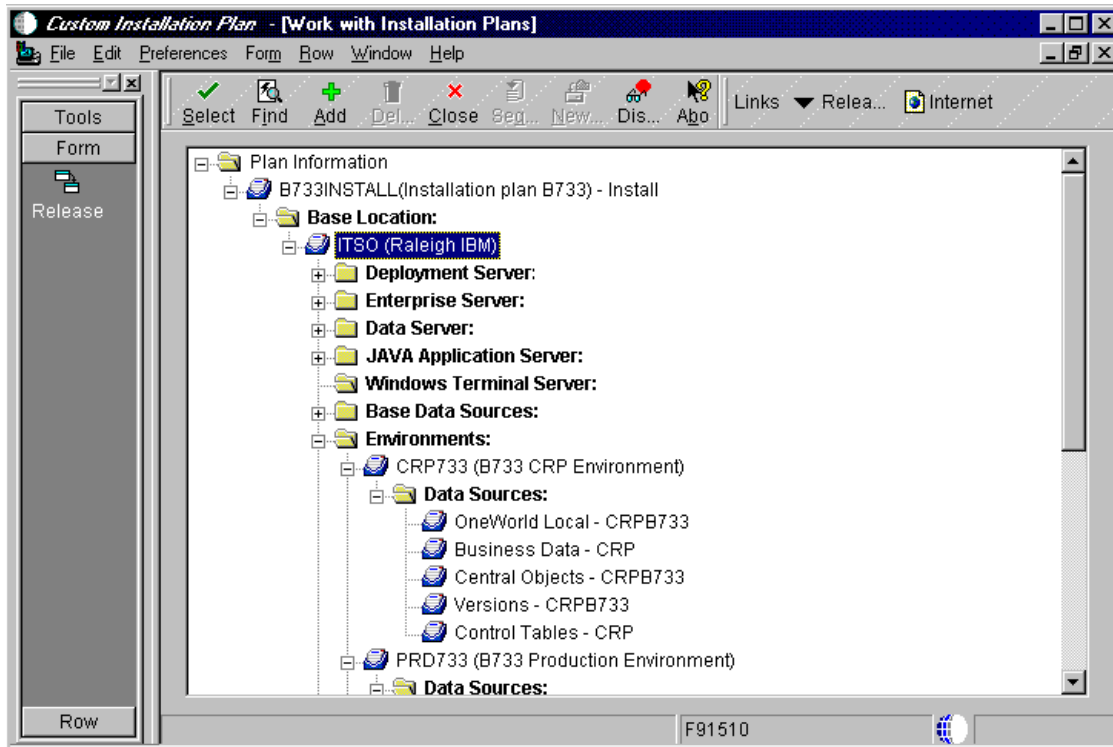 Custom Installation Plan - [Work with Installation Plans]
File Edit Preferences Form Row Window Help
Select Find Add Del... Close Seq... New... Dis... Abo Links Relea... Internet
Tools
Form
Release
Row
Plan Information
B733INSTALL(Installation plan B733) - Install
Base Location:
ITSO (Raleigh IBM)
Deployment Server:
Enterprise Server:
Data Server:
JAVA Application Server:
Windows Terminal Server:
Base Data Sources:
Environments:
CRP733 (B733 CRP Environment)
Data Sources:
OneWorld Local - CRPB733
Business Data - CRP
Central Objects - CRPB733
Versions - CRPB733
Control Tables - CRP
PRD733 (B733 Production Environment)
Data Sources:
F91510